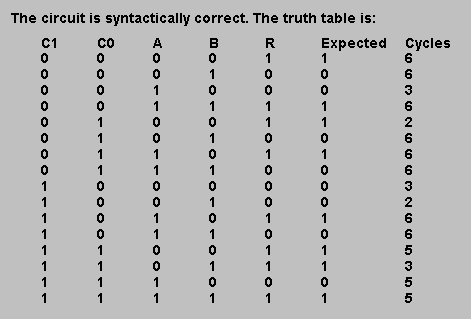 The circuit is syntactically correct. The truth table is:
C1 C0 A B R Expected Cycles
0 0 0 0 1 1 6
0 0 0 1 0 0 6
0 0 1 0 0 0 3
0 0 1 1 1 1 6
0 1 0 0 1 1 2
0 1 0 1 0 0 6
0 1 1 0 1 1 6
0 1 1 1 0 0 6
1 0 0 0 0 0 3
1 0 0 1 0 0 2
1 0 1 0 1 1 6
1 0 1 1 0 0 6
1 1 0 0 1 1 5
1 1 0 1 1 1 3
1 1 1 0 0 0 5
1 1 1 1 1 1 5